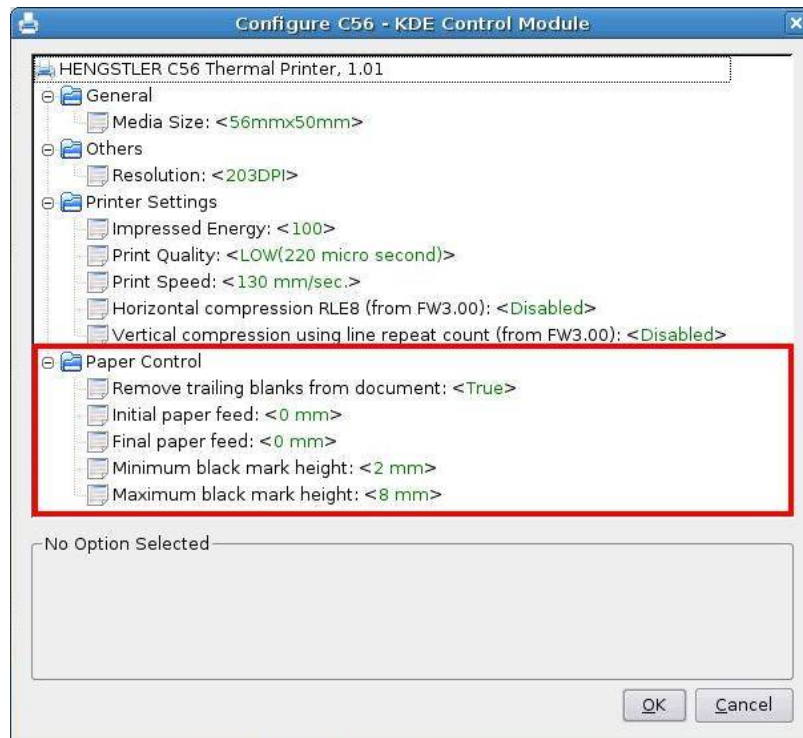 Configure C56 - KDE Control Module
HENGSTLER C56 Thermal Printer, 1.01
General
Media Size: <56mmx50mm>
Others
Resolution: <203DPI>
Printer Settings
Impressed Energy: <100>
Print Quality: <LOW(220 micro second)>
Print Speed: <130 mm/sec.>
Horizontal compression RLE8 (from FW3.00): <Disabled>
Vertical compression using line repeat count (from FW3.00): <Disabled>
Paper Control
Remove trailing blanks from document: <True>
Initial paper feed: <0 mm>
Final paper feed: <0 mm>
Minimum black mark height: <2 mm>
Maximum black mark height: <8 mm>
No Option Selected
OK Cancel